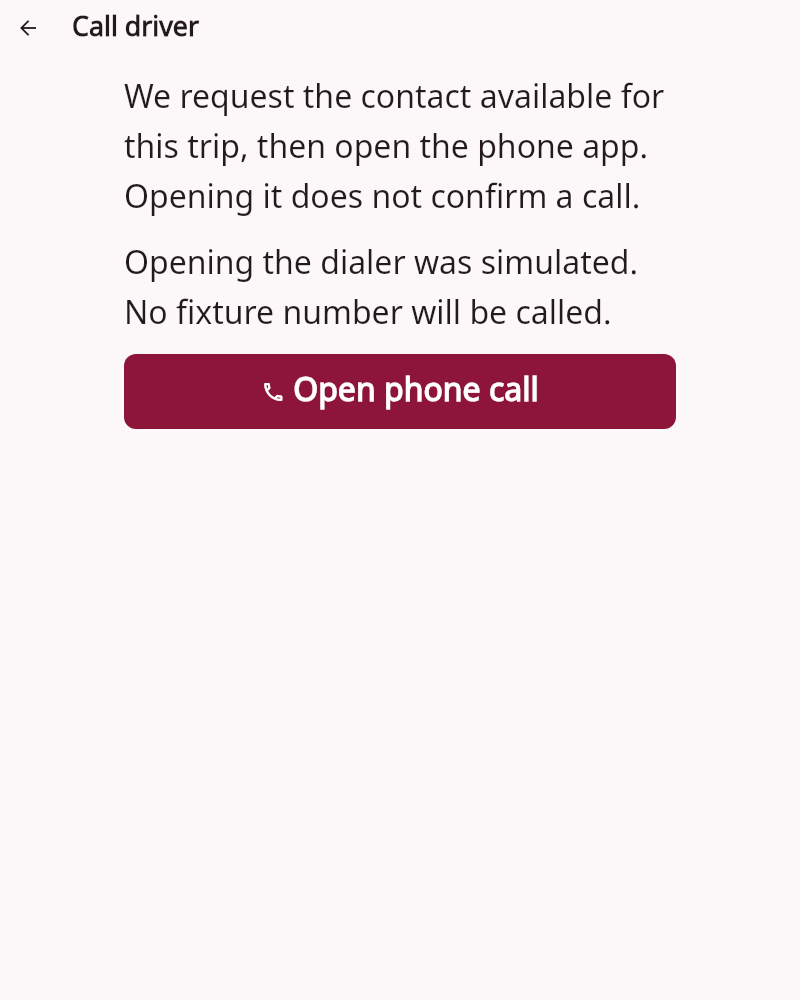 Call driver
We request the contact available for
this trip, then open the phone app.
Opening it does not confirm a call.
Opening the dialer was simulated.
No fixture number will be called.
Open phone call